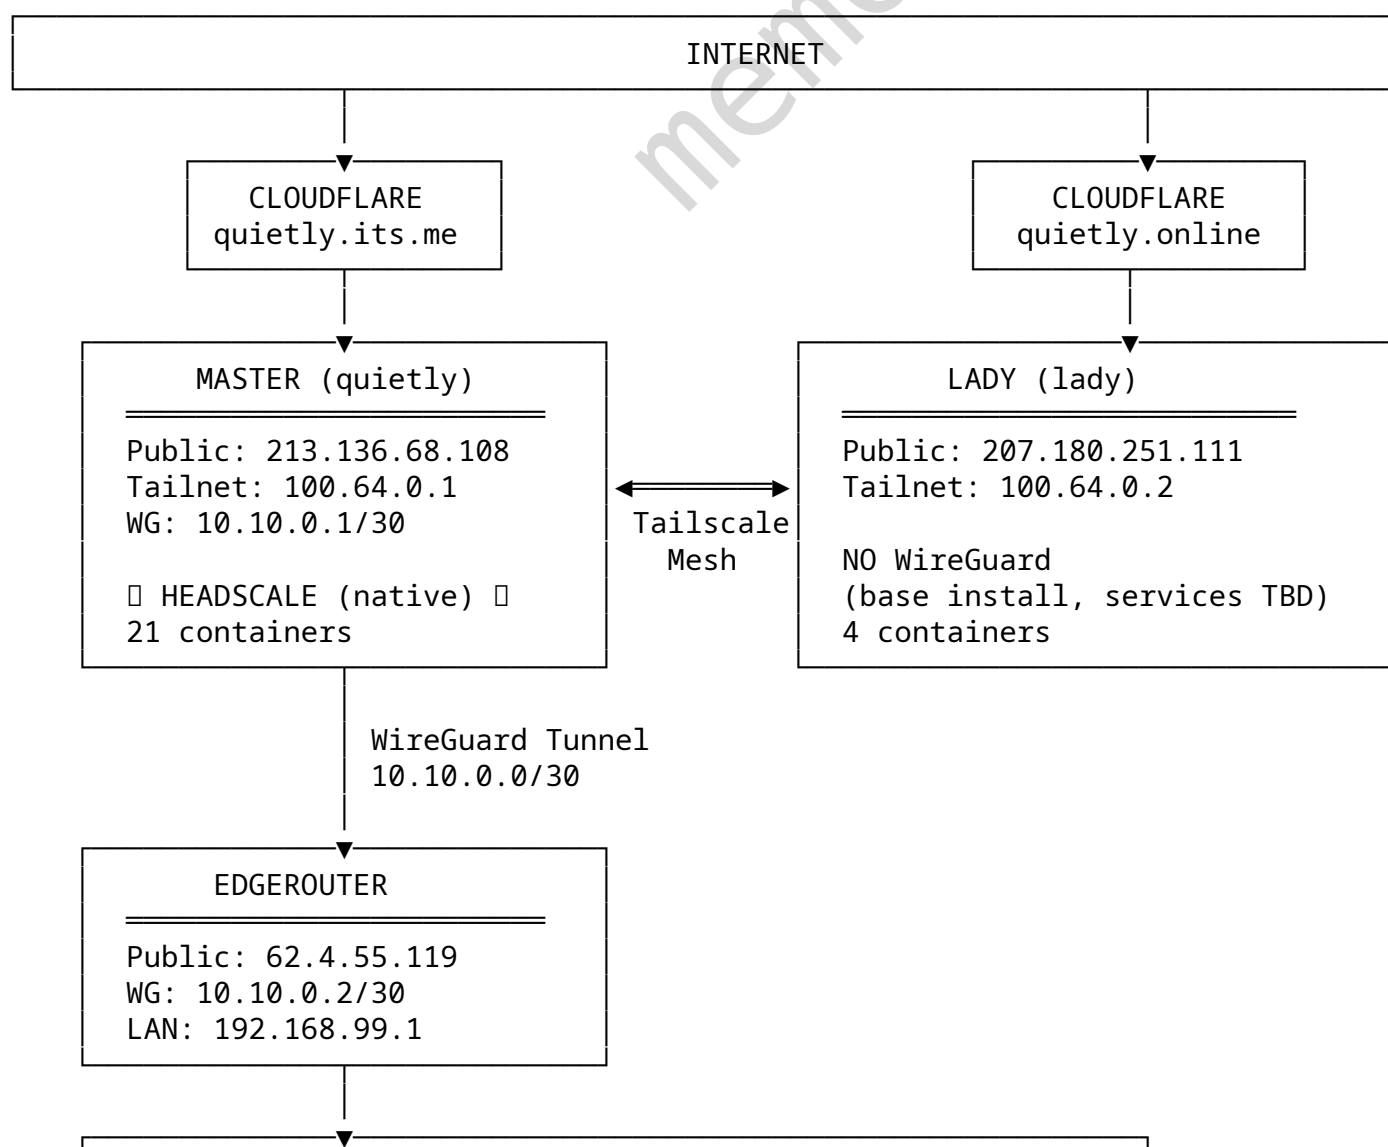 INTERNET
CLOUDFLARE
quietly.its.me
CLOUDFLARE
quietly.online
MASTER (quietly)
Public: 213.136.68.108
Tailnet: 100.64.0.1
WG: 10.10.0.1/30
HEADSCALE (native)
21 containers
Tailscale
Mesh
LADY (lady)
Public: 207.180.251.111
Tailnet: 100.64.0.2
NO WireGuard
(base install, services TBD)
4 containers
WireGuard Tunnel
10.10.0.0/30
EDGEROUTER
Public: 62.4.55.119
WG: 10.10.0.2/30
LAN: 192.168.99.1